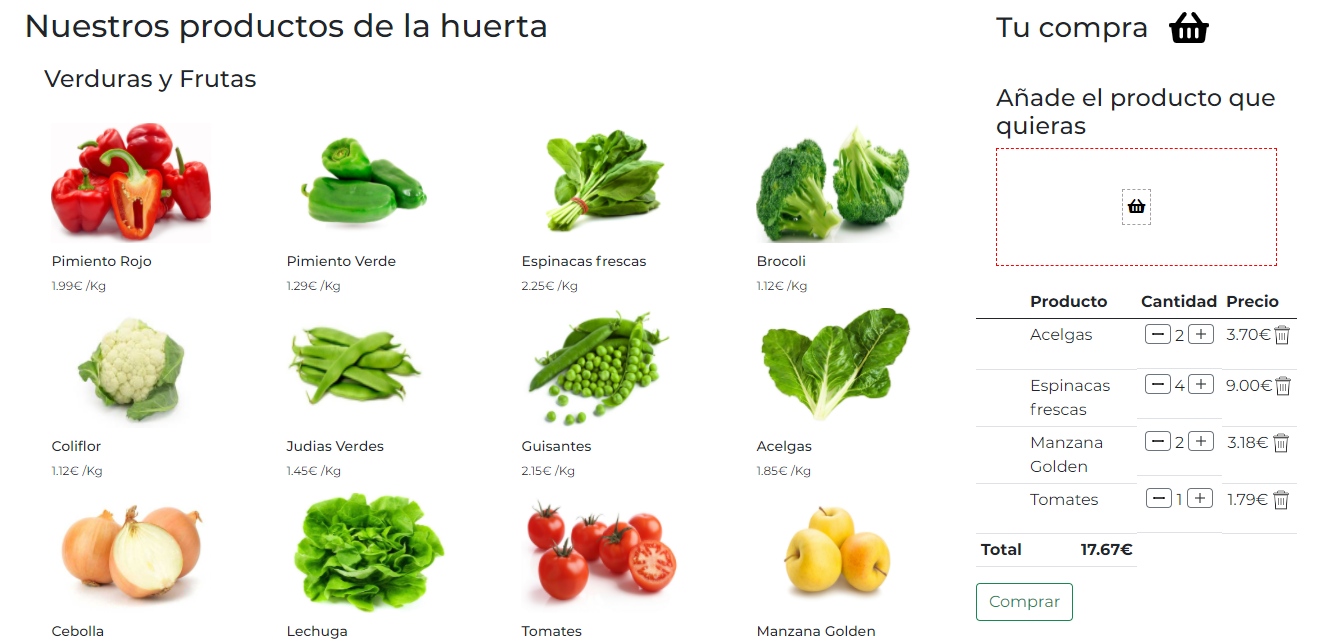 Nuestros productos de la huerta
Verduras y Frutas
Pimiento Rojo
1.99€ /Kg
Pimiento Verde
1.29€ /Kg
Espinacas frescas
2.25€ /Kg
Brocoli
1.12€ /Kg
Coliflor
1.12€ /Kg
Judias Verdes
1.45€ /Kg
Guisantes
2.15€ /Kg
Acelgas
1.85€ /Kg
Cebolla
Lechuga
Tomates
Manzana Golden
Tu compra
Añade el producto que
quieras
Producto Cantidad Precio
Acelgas 2 3.70€
Espinacas 4 9.00€
frescas
Manzana 2 3.18€
Golden
Tomates 1 1.79€
Total 17.67€
Comprar